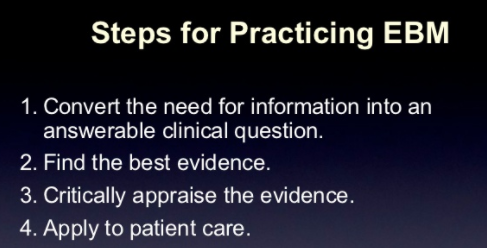 Steps for Practicing EBM
1. Convert the need for information into an
answerable clinical question.
2. Find the best evidence.
3. Critically appraise the evidence.
4. Apply to patient care.